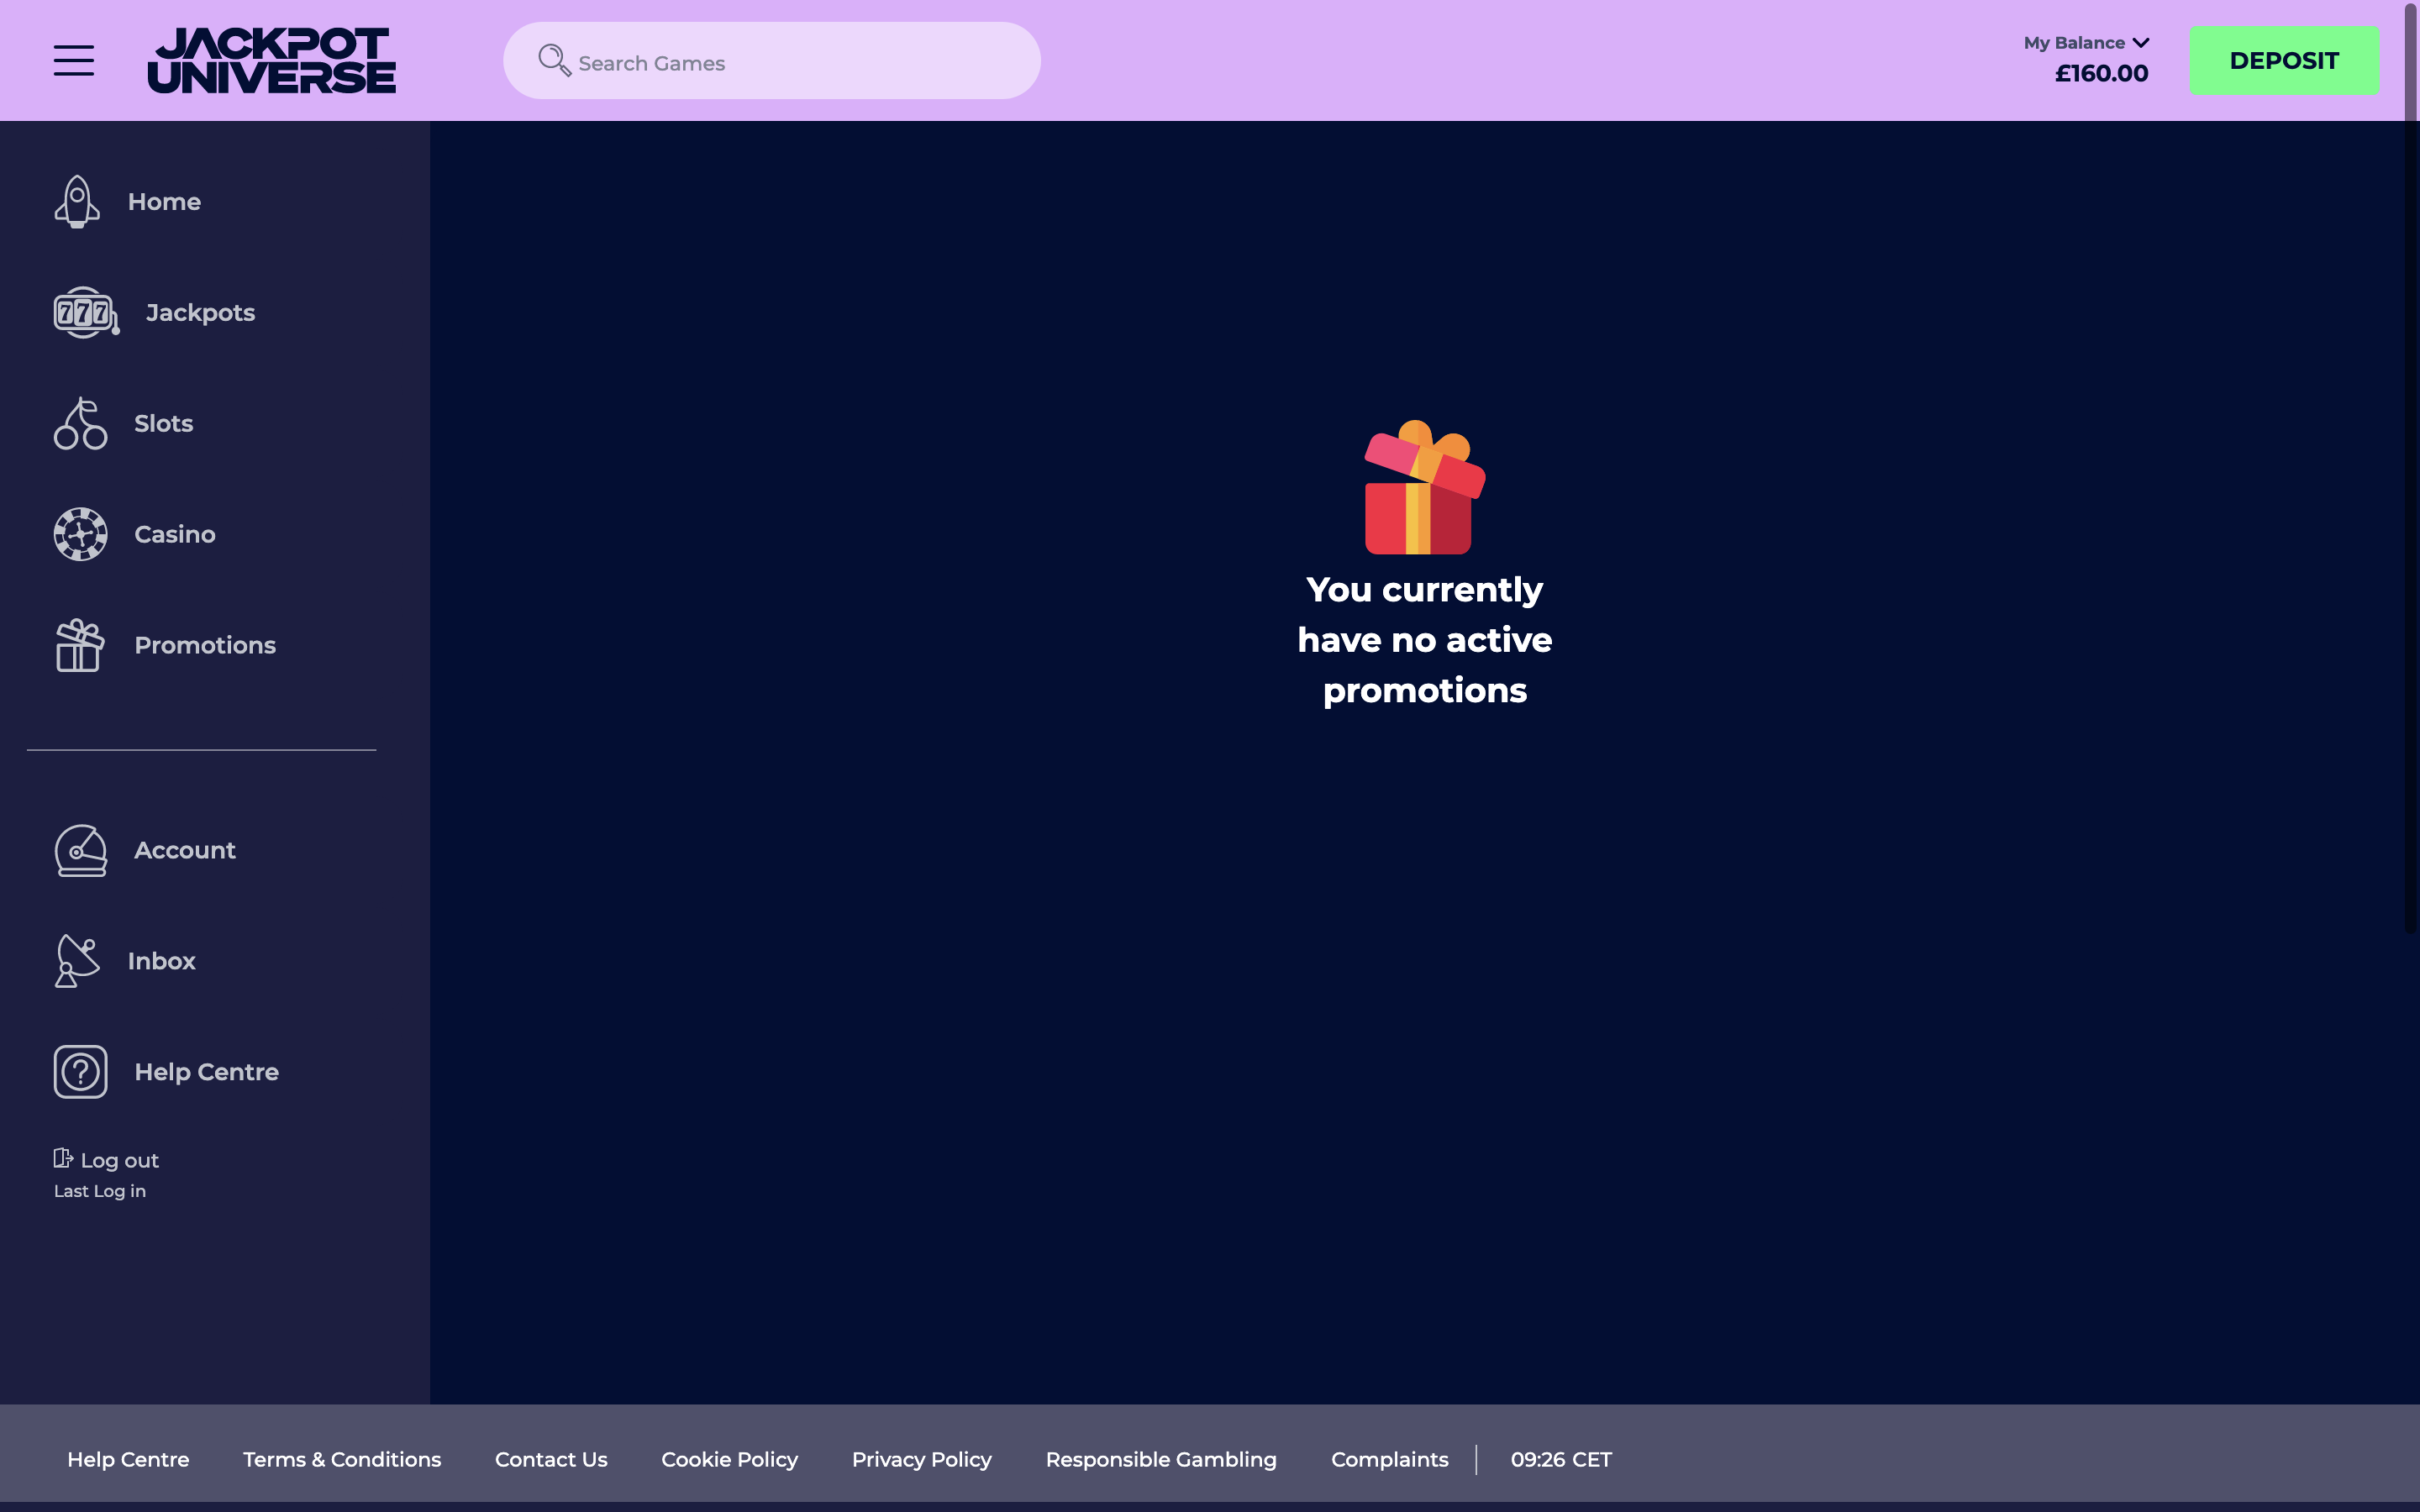 JACKPOT
UNIVERSE
Search Games
My Balance
£160.00
DEPOSIT
Home
777
Jackpots
Slots
Casino
Promotions
You currently
have no active
promotions
Account
Inbox
Help Centre
Log out
Last Log in
Help Centre
Terms & Conditions
Contact Us
Cookie Policy
Privacy Policy
Responsible Gambling
Complaints
09:26 CET